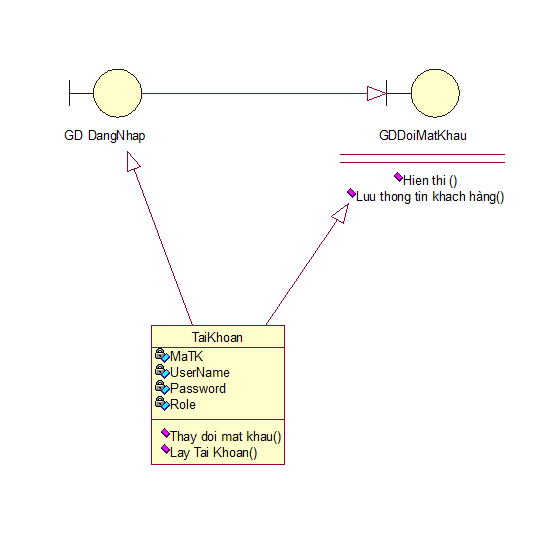 GD DangNhap
GDDoiMatKhau
Hien thi ()
Luu thong tin khach hàng()
TaiKhoan
MaTK
UserName
Password
Role
Thay doi mat khau()
Lay Tai Khoan()